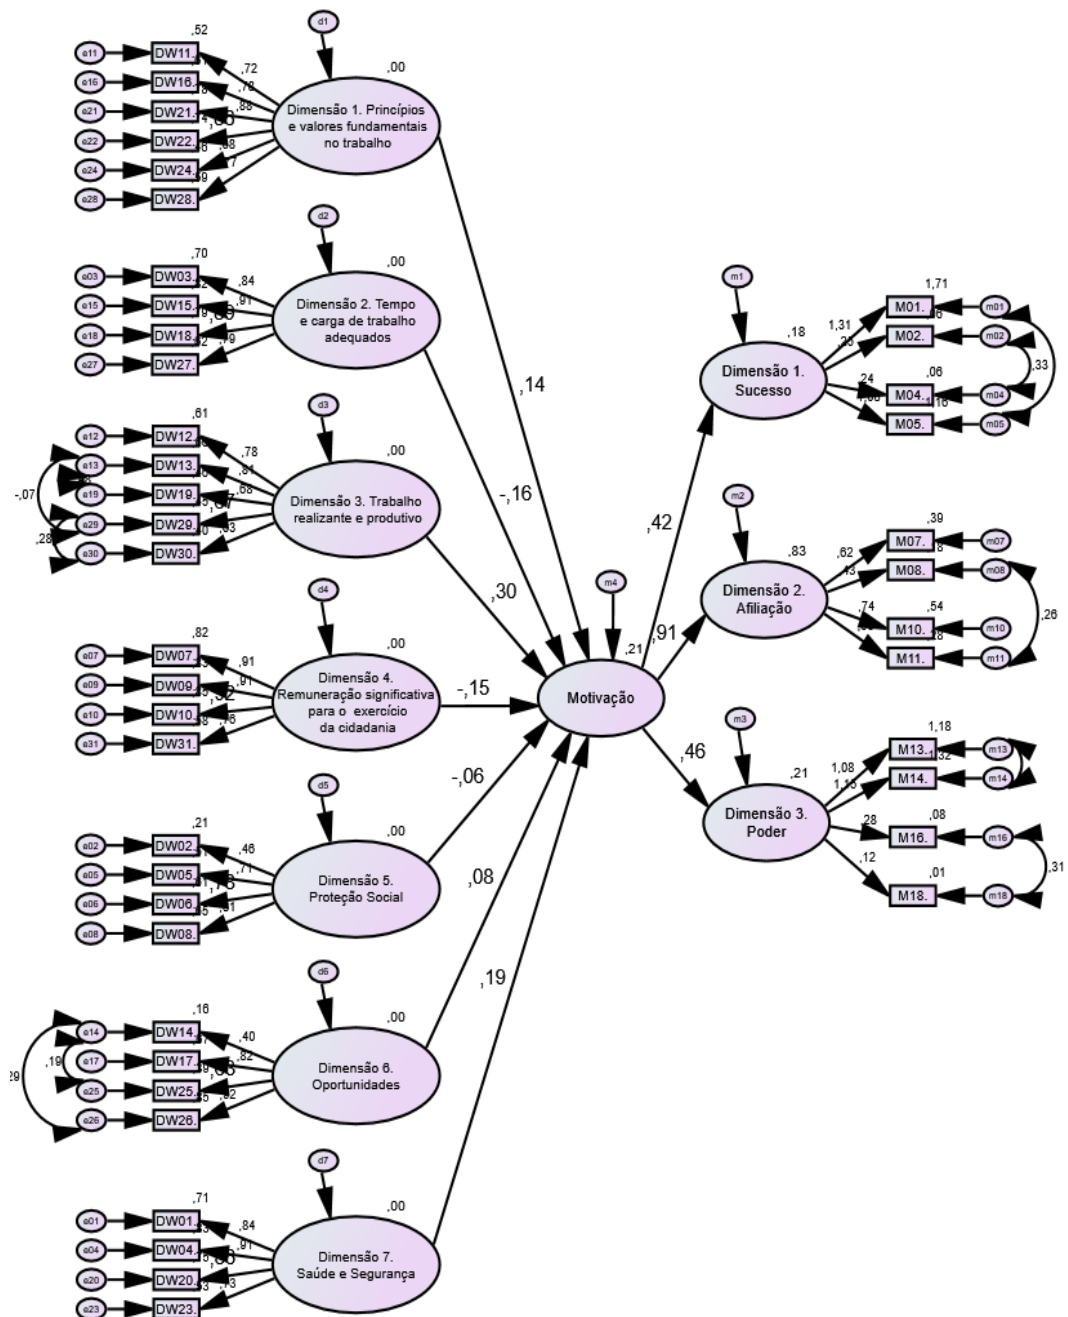 d1
,52
e11
DW11.
,00
,72
e16
DW16.
e21
DW21.
,88
Dimensão 1. Princípios
e valores fundamentais
no trabalho
e22
DW22.
e24
DW24.
e28
DW28.
d2
,70
,00
e03
DW03.
,84
e15
DW15.
,91
Dimensão 2. Tempo
e carga de trabalho
adequados
e18
DW18.
e27
DW27.
,79
d3
,61
,00
e12
DW12.
,78
e13
DW13.
,81
e19
DW19.
,68
Dimensão 3. Trabalho
realizante e produtivo
-,07
e29
DW29.
,28
e30
DW30.
d4
,82
,00
e07
DW07.
,91
e09
DW09.
,91
Dimensão 4.
Remuneração significativa
para o exercício
da cidadania
e10
DW10.
e31
DW31.
,76
d5
,21
,00
e02
DW02.
,46
e05
DW05.
,71
Dimensão 5.
Proteção Social
e06
DW06.
e08
DW08.
d6
,16
,00
e14
DW14.
,40
,19
e17
DW17.
,82
Dimensão 6.
Oportunidades
e25
DW25.
e26
DW26.
d7
,71
,00
e01
DW01.
,84
e04
DW04.
,91
Dimensão 7.
Saúde e Segurança
e20
DW20.
e23
DW23.
,14
-,16
,30
-,15
-,06
,08
,19
m4
,21
Motivação
,42
,91
,46
m1
,18
Dimensão 1.
Sucesso
1,71
1,31
M01.
m01
M02.
m02
,33
,24
,06
M04.
m04
M05.
m05
m2
,83
Dimensão 2.
Afiliação
,39
,62
M07.
m07
,43
M08.
m08
,26
,74
,54
M10.
m10
M11.
m11
m3
,21
Dimensão 3.
Poder
1,18
1,08
M13.
m13
M14.
m14
,28
,08
M16.
m16
,31
,12
,01
M18.
m18